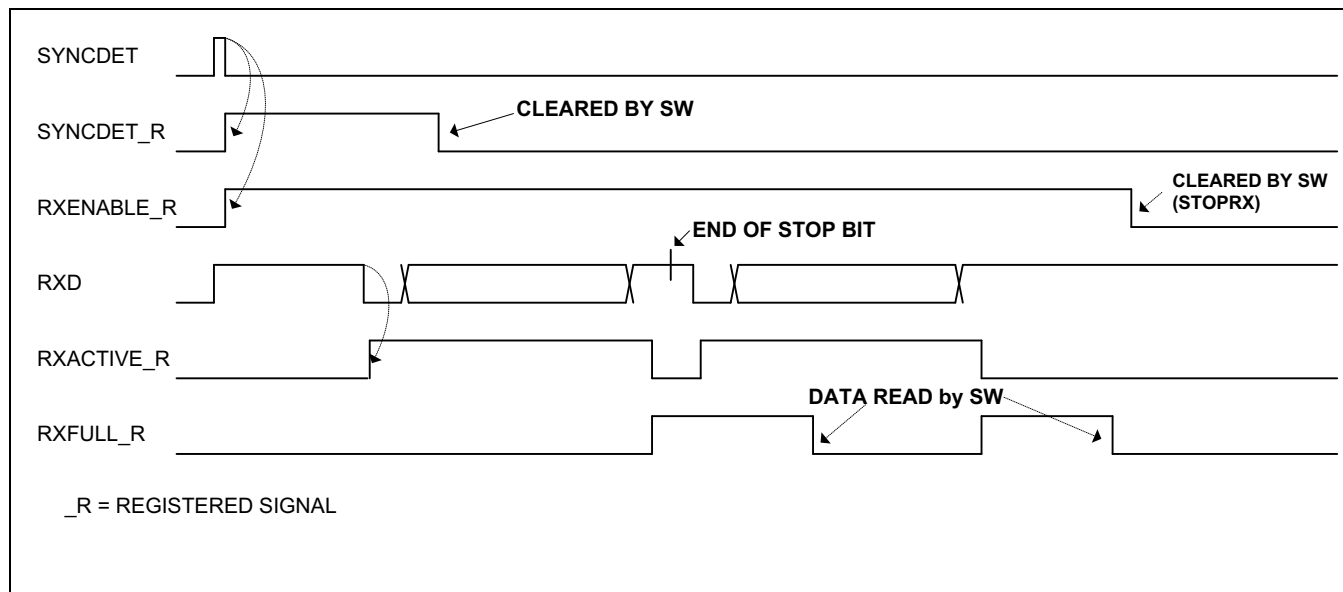 SYNCDET
CLEARED BY SW
SYNCDET_R
CLEARED BY SW
(STOPRX)
RXENABLE_R
END OF STOP BIT
RXD
RXACTIVE_R
DATA READ by SW
RXFULL_R
_R = REGISTERED SIGNAL